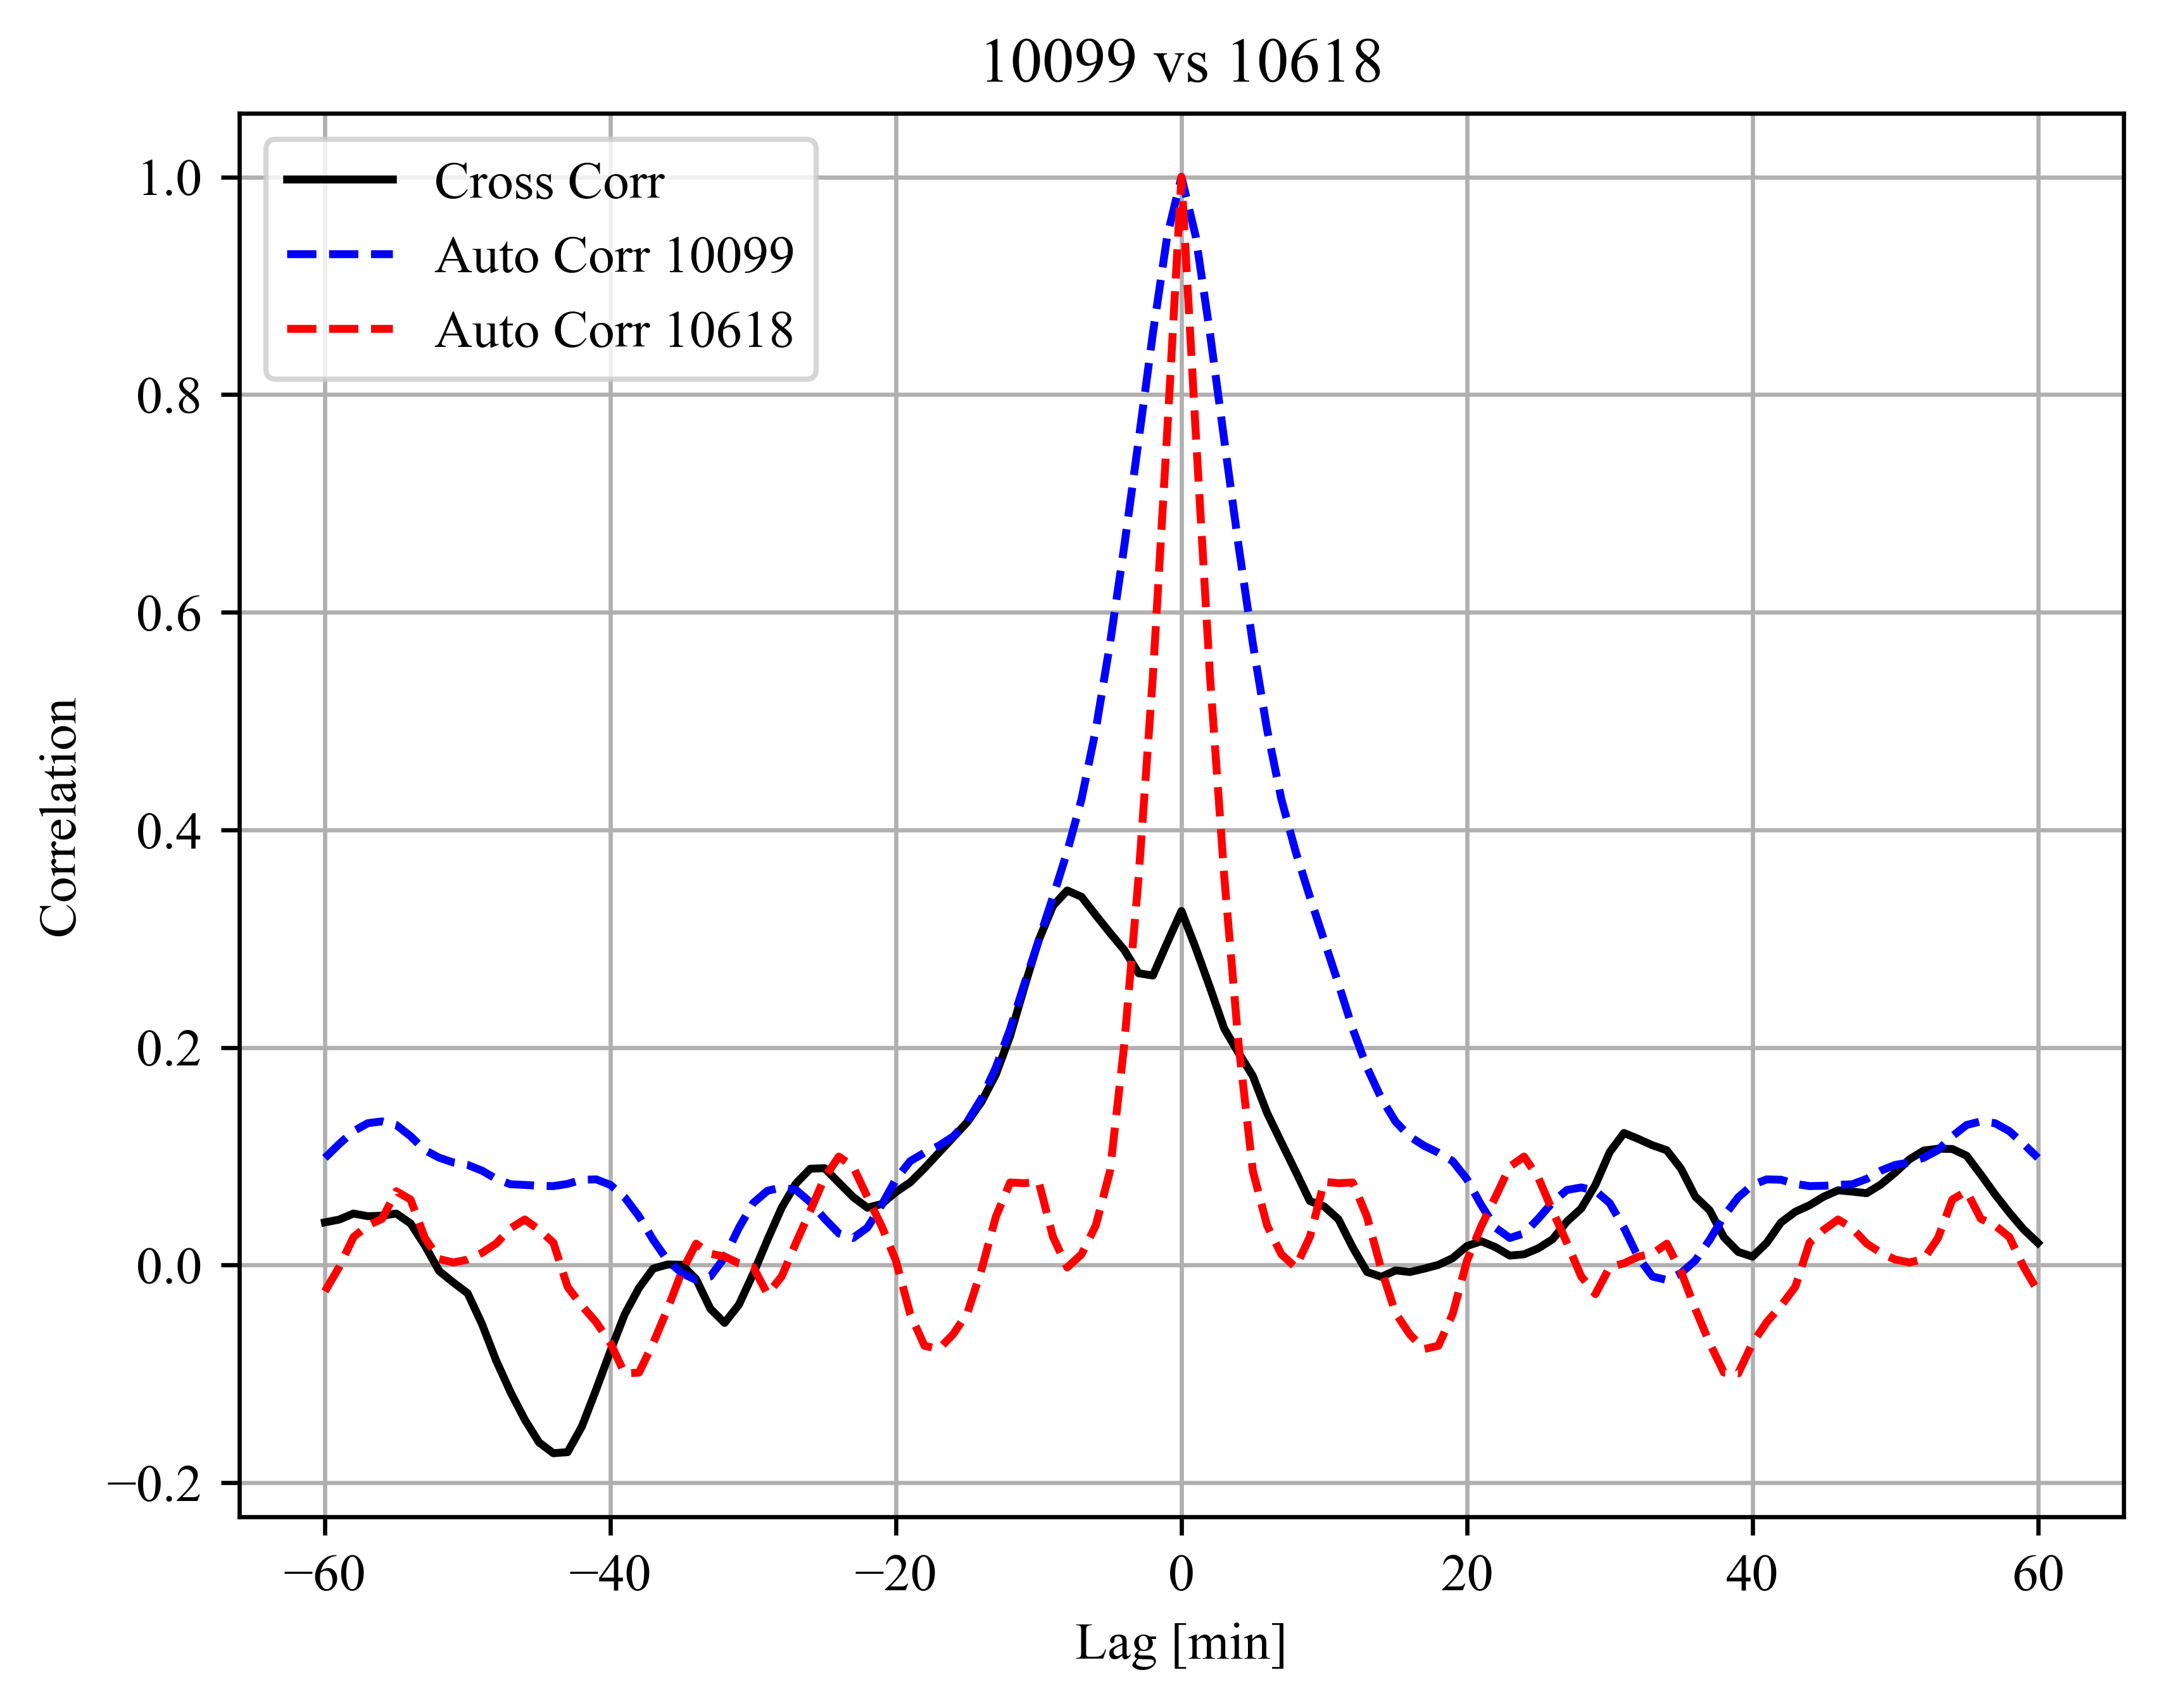 10099 vs 10618
Cross Corr
Auto Corr 10099
Auto Corr 10618
1.0
0.8
0.6
0.4
0.2
0.0
−0.2
Correlation
−60 −40 −20 0 20 40 60
Lag [min]